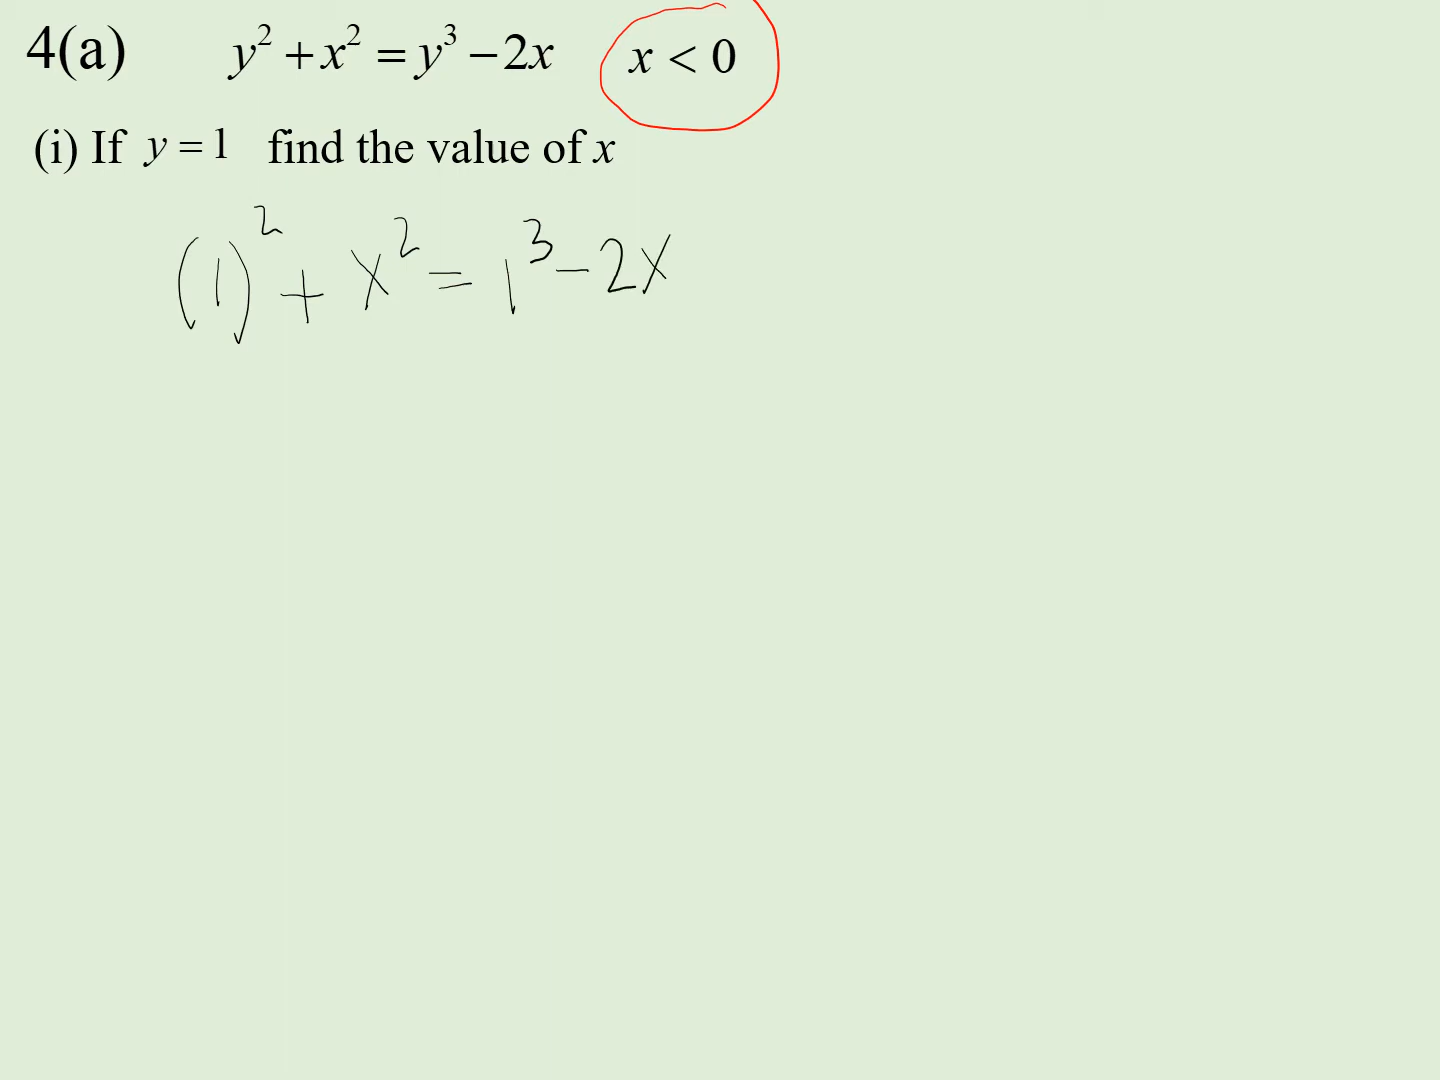 4(a) y² + x² = y³ − 2x x < 0
(i) If y = 1 find the value of x
(1)² + x² = 1³ − 2x